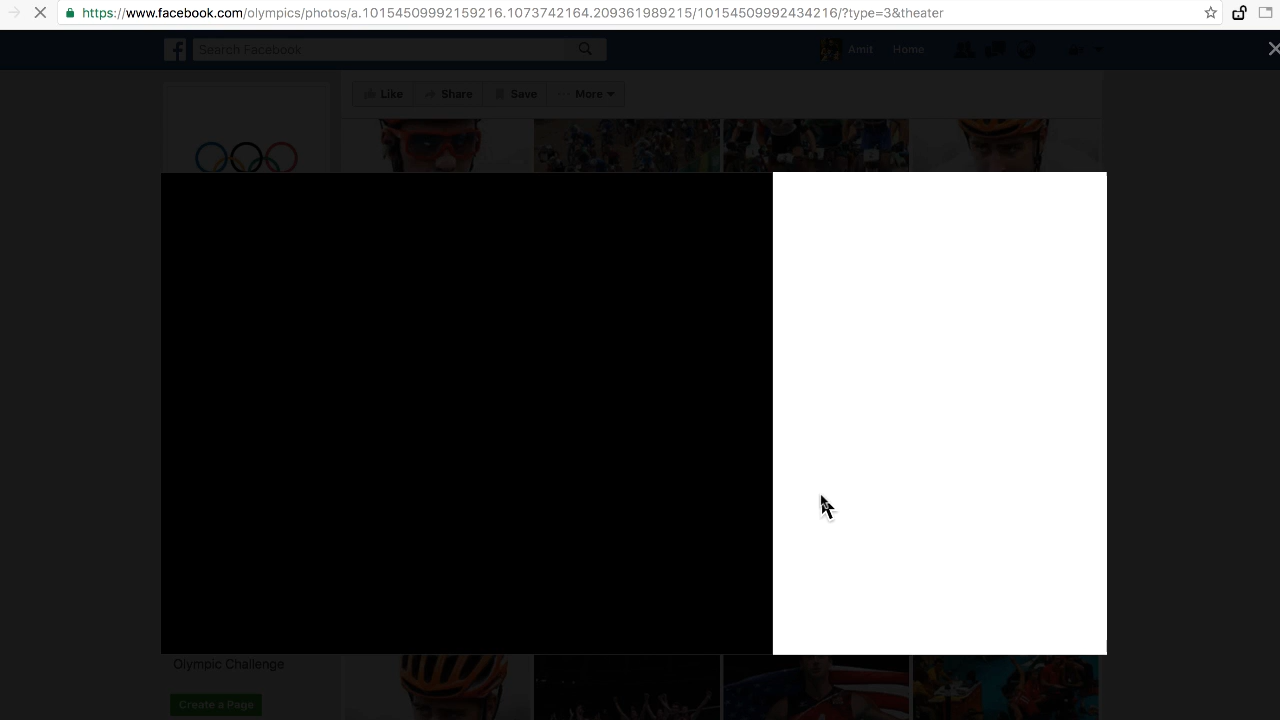 https://www.facebook.com/olympics/photos/a.10154509992159216.1073742164.209361989215/10154509992434216/?type=3&theater
Search Facebook
Amit
Home
Like
Share
Save
More
Olympic Challenge
Create a Page